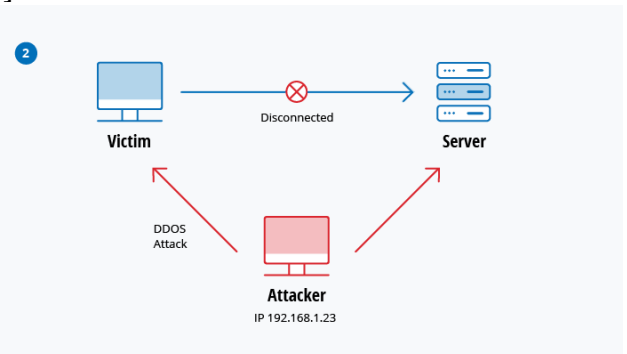 2
Disconnected
Victim
Server
DDOS
Attack
Attacker
IP 192.168.1.23